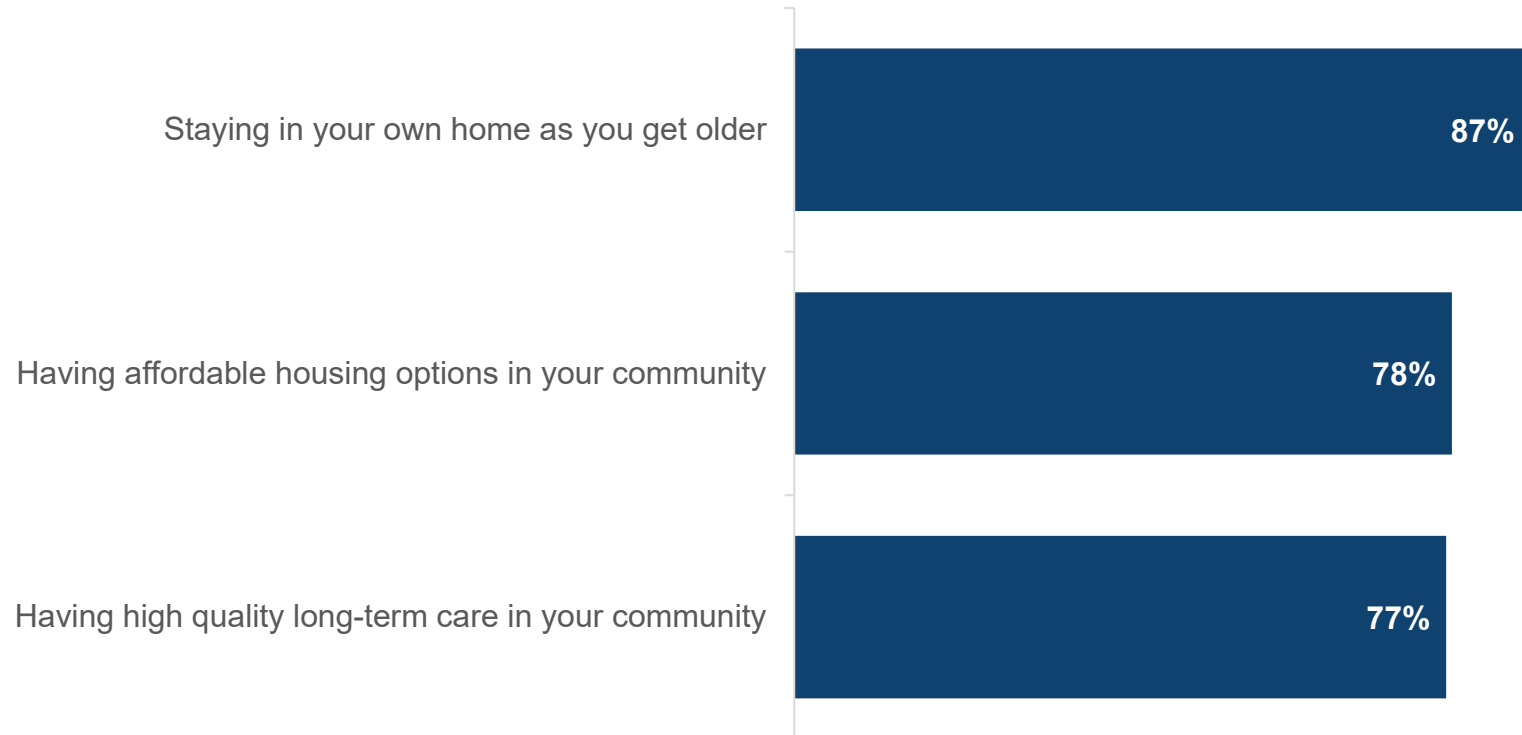 Staying in your own home as you get older 87%
Having affordable housing options in your community 78%
Having high quality long-term care in your community 77%